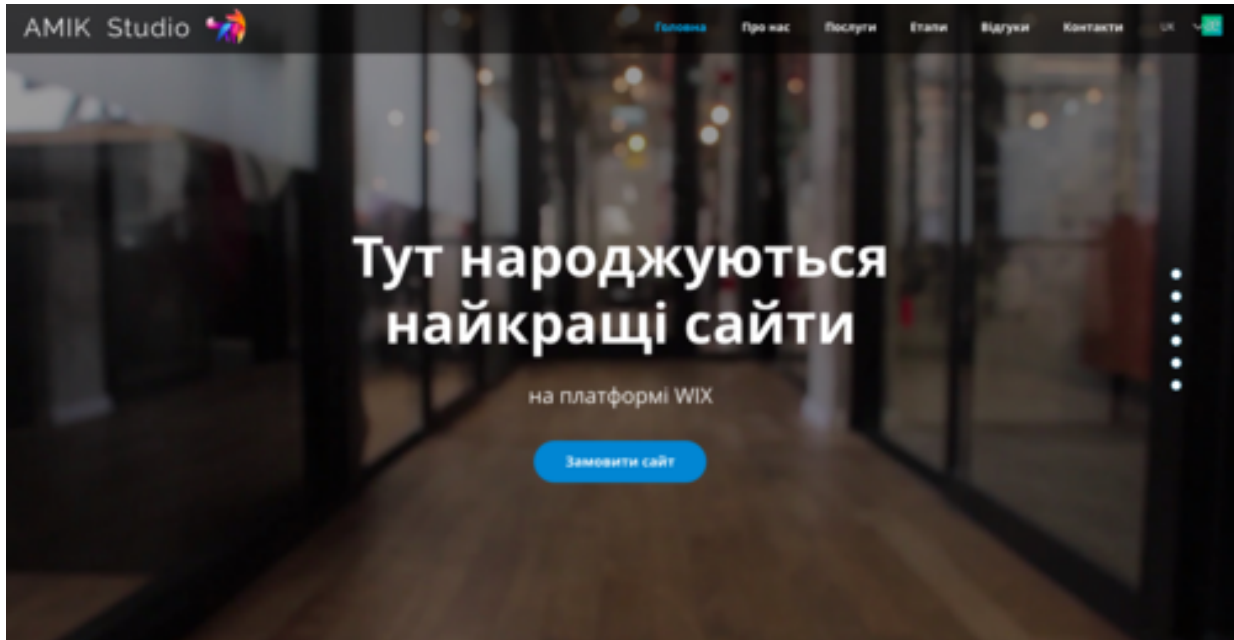 AMIK Studio
Головна Про нас Послуги Етапи Відгуки Контакти UK
Тут народжуються
найкращі сайти
на платформі WIX
Замовити сайт